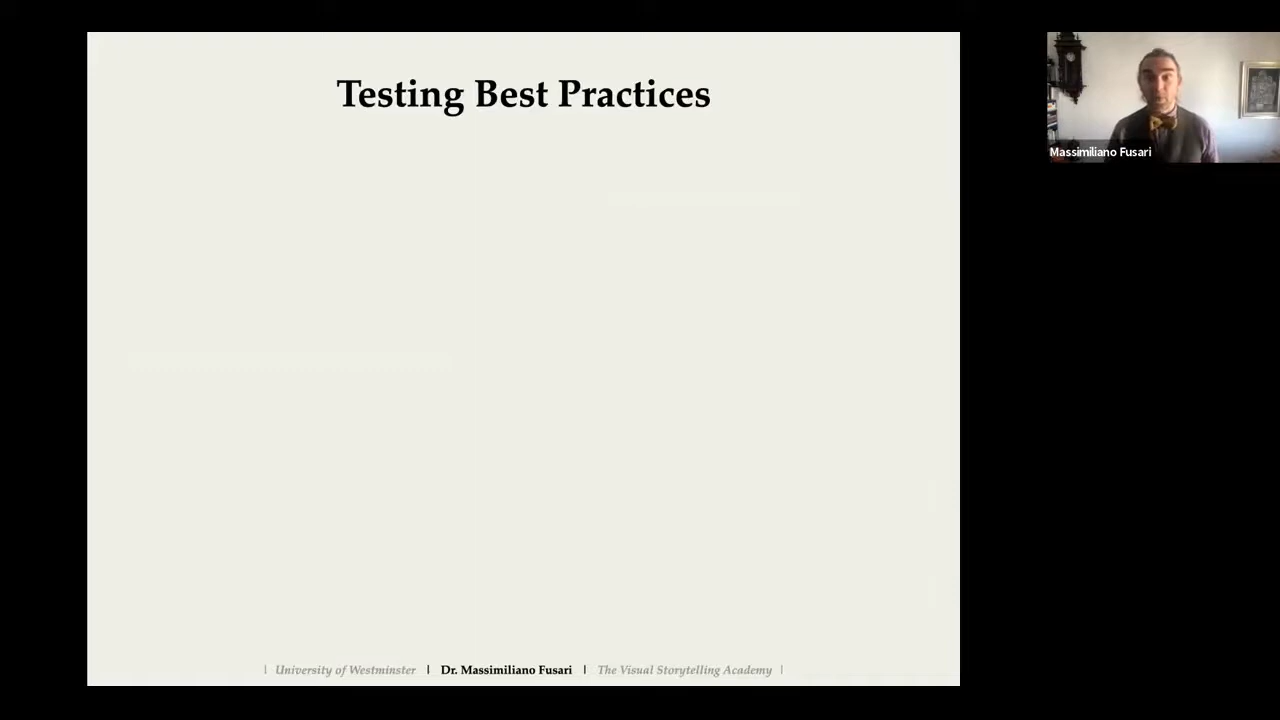 Testing Best Practices
Massimiliano Fusari
| University of Westminster | Dr. Massimiliano Fusari | The Visual Storytelling Academy |